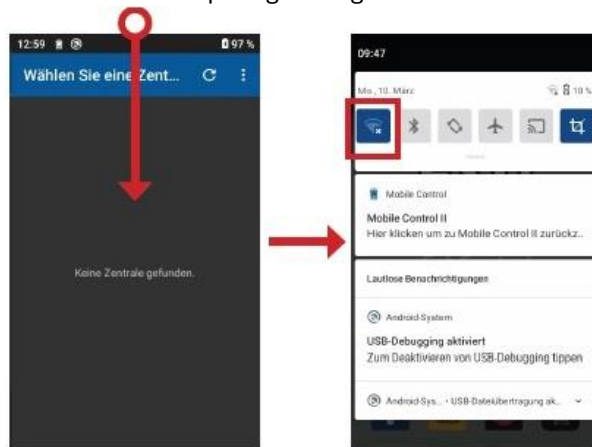 12:59
97 %
Wählen Sie eine Zent...
Keine Zentrale gefunden.
09:47
Mo., 10. März
10 %
Mobile Control
Mobile Control II
Hier klicken um zu Mobile Control II zurückz..
Lautlose Benachrichtigungen
Android-System
USB-Debugging aktiviert
Zum Deaktivieren von USB-Debugging tippen
Android-Sys... • USB-Dateiübertragung ak...